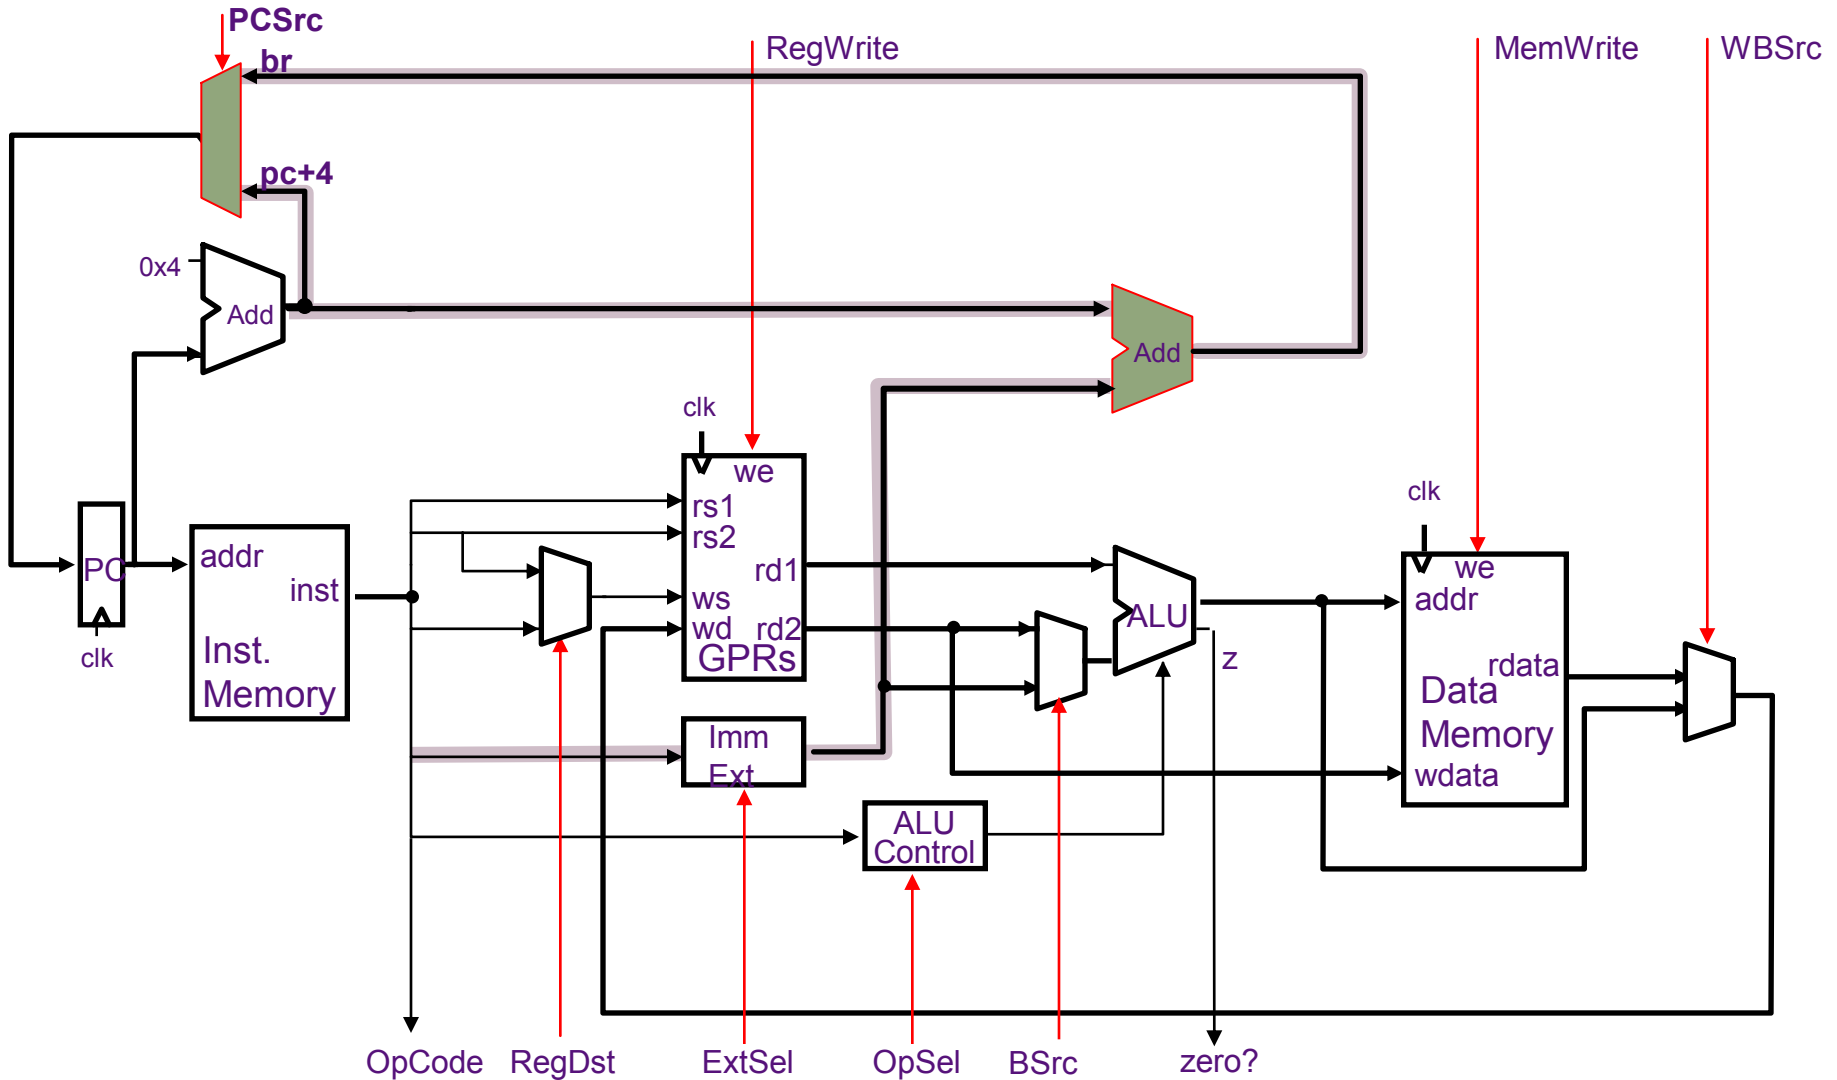 PCSrc
br
RegWrite
MemWrite
WBSrc
pc+4
0x4
Add
Add
clk
we
rs1
rs2
rd1
ws
wd
rd2
GPRs
PC
clk
addr
inst
Inst.
Memory
ALU
z
clk
we
addr
rdata
Data
Memory
wdata
Imm
Ext
ALU
Control
OpCode
RegDst
ExtSel
OpSel
BSrc
zero?